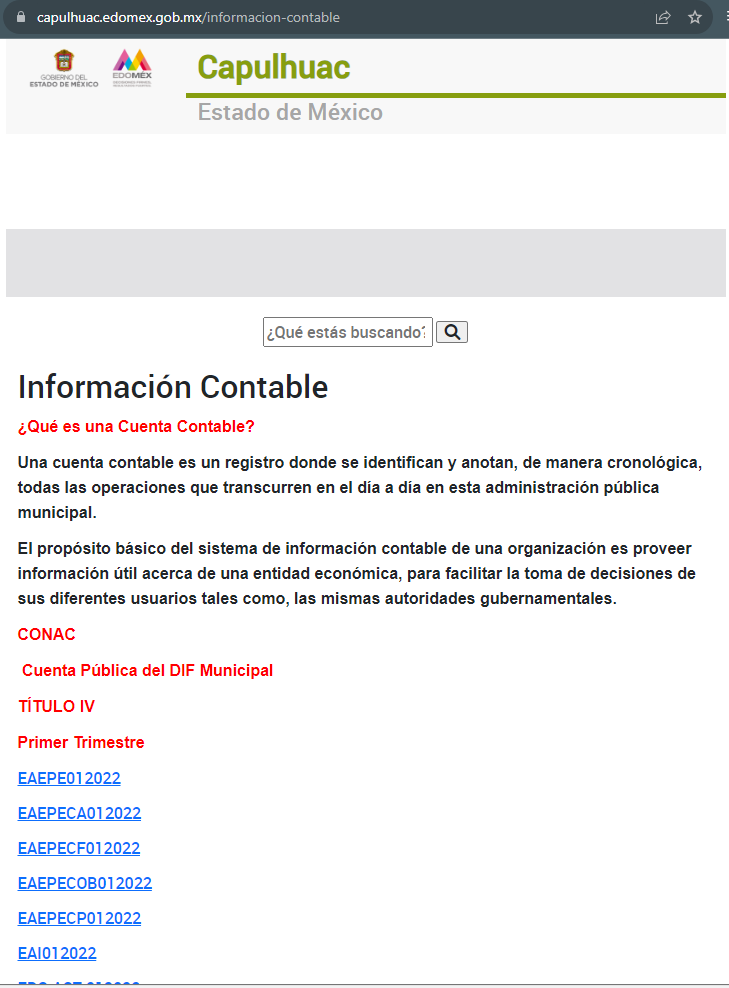 capulhuac.edomex.gob.mx/informacion-contable
GOBIERNO DEL
ESTADO DE MÉXICO
EDOMÉX
Capulhuac
Estado de México
¿Qué estás buscando?
Información Contable
¿Qué es una Cuenta Contable?
Una cuenta contable es un registro donde se identifican y anotan, de manera cronológica,
todas las operaciones que transcurren en el día a día en esta administración pública
municipal.
El propósito básico del sistema de información contable de una organización es proveer
información útil acerca de una entidad económica, para facilitar la toma de decisiones de
sus diferentes usuarios tales como, las mismas autoridades gubernamentales.
CONAC
Cuenta Pública del DIF Municipal
TÍTULO IV
Primer Trimestre
EAEPE012022
EAEPECA012022
EAEPECF012022
EAEPECOB012022
EAEPECP012022
EAI012022